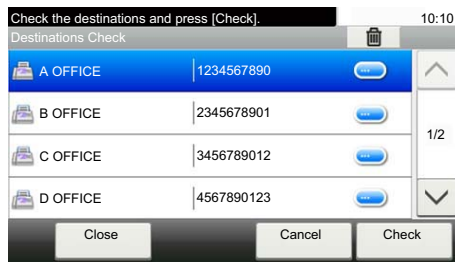 Check the destinations and press [Check]. 10:10
Destinations Check
A OFFICE 1234567890
B OFFICE 2345678901
1/2
C OFFICE 3456789012
D OFFICE 4567890123
Close Cancel Check